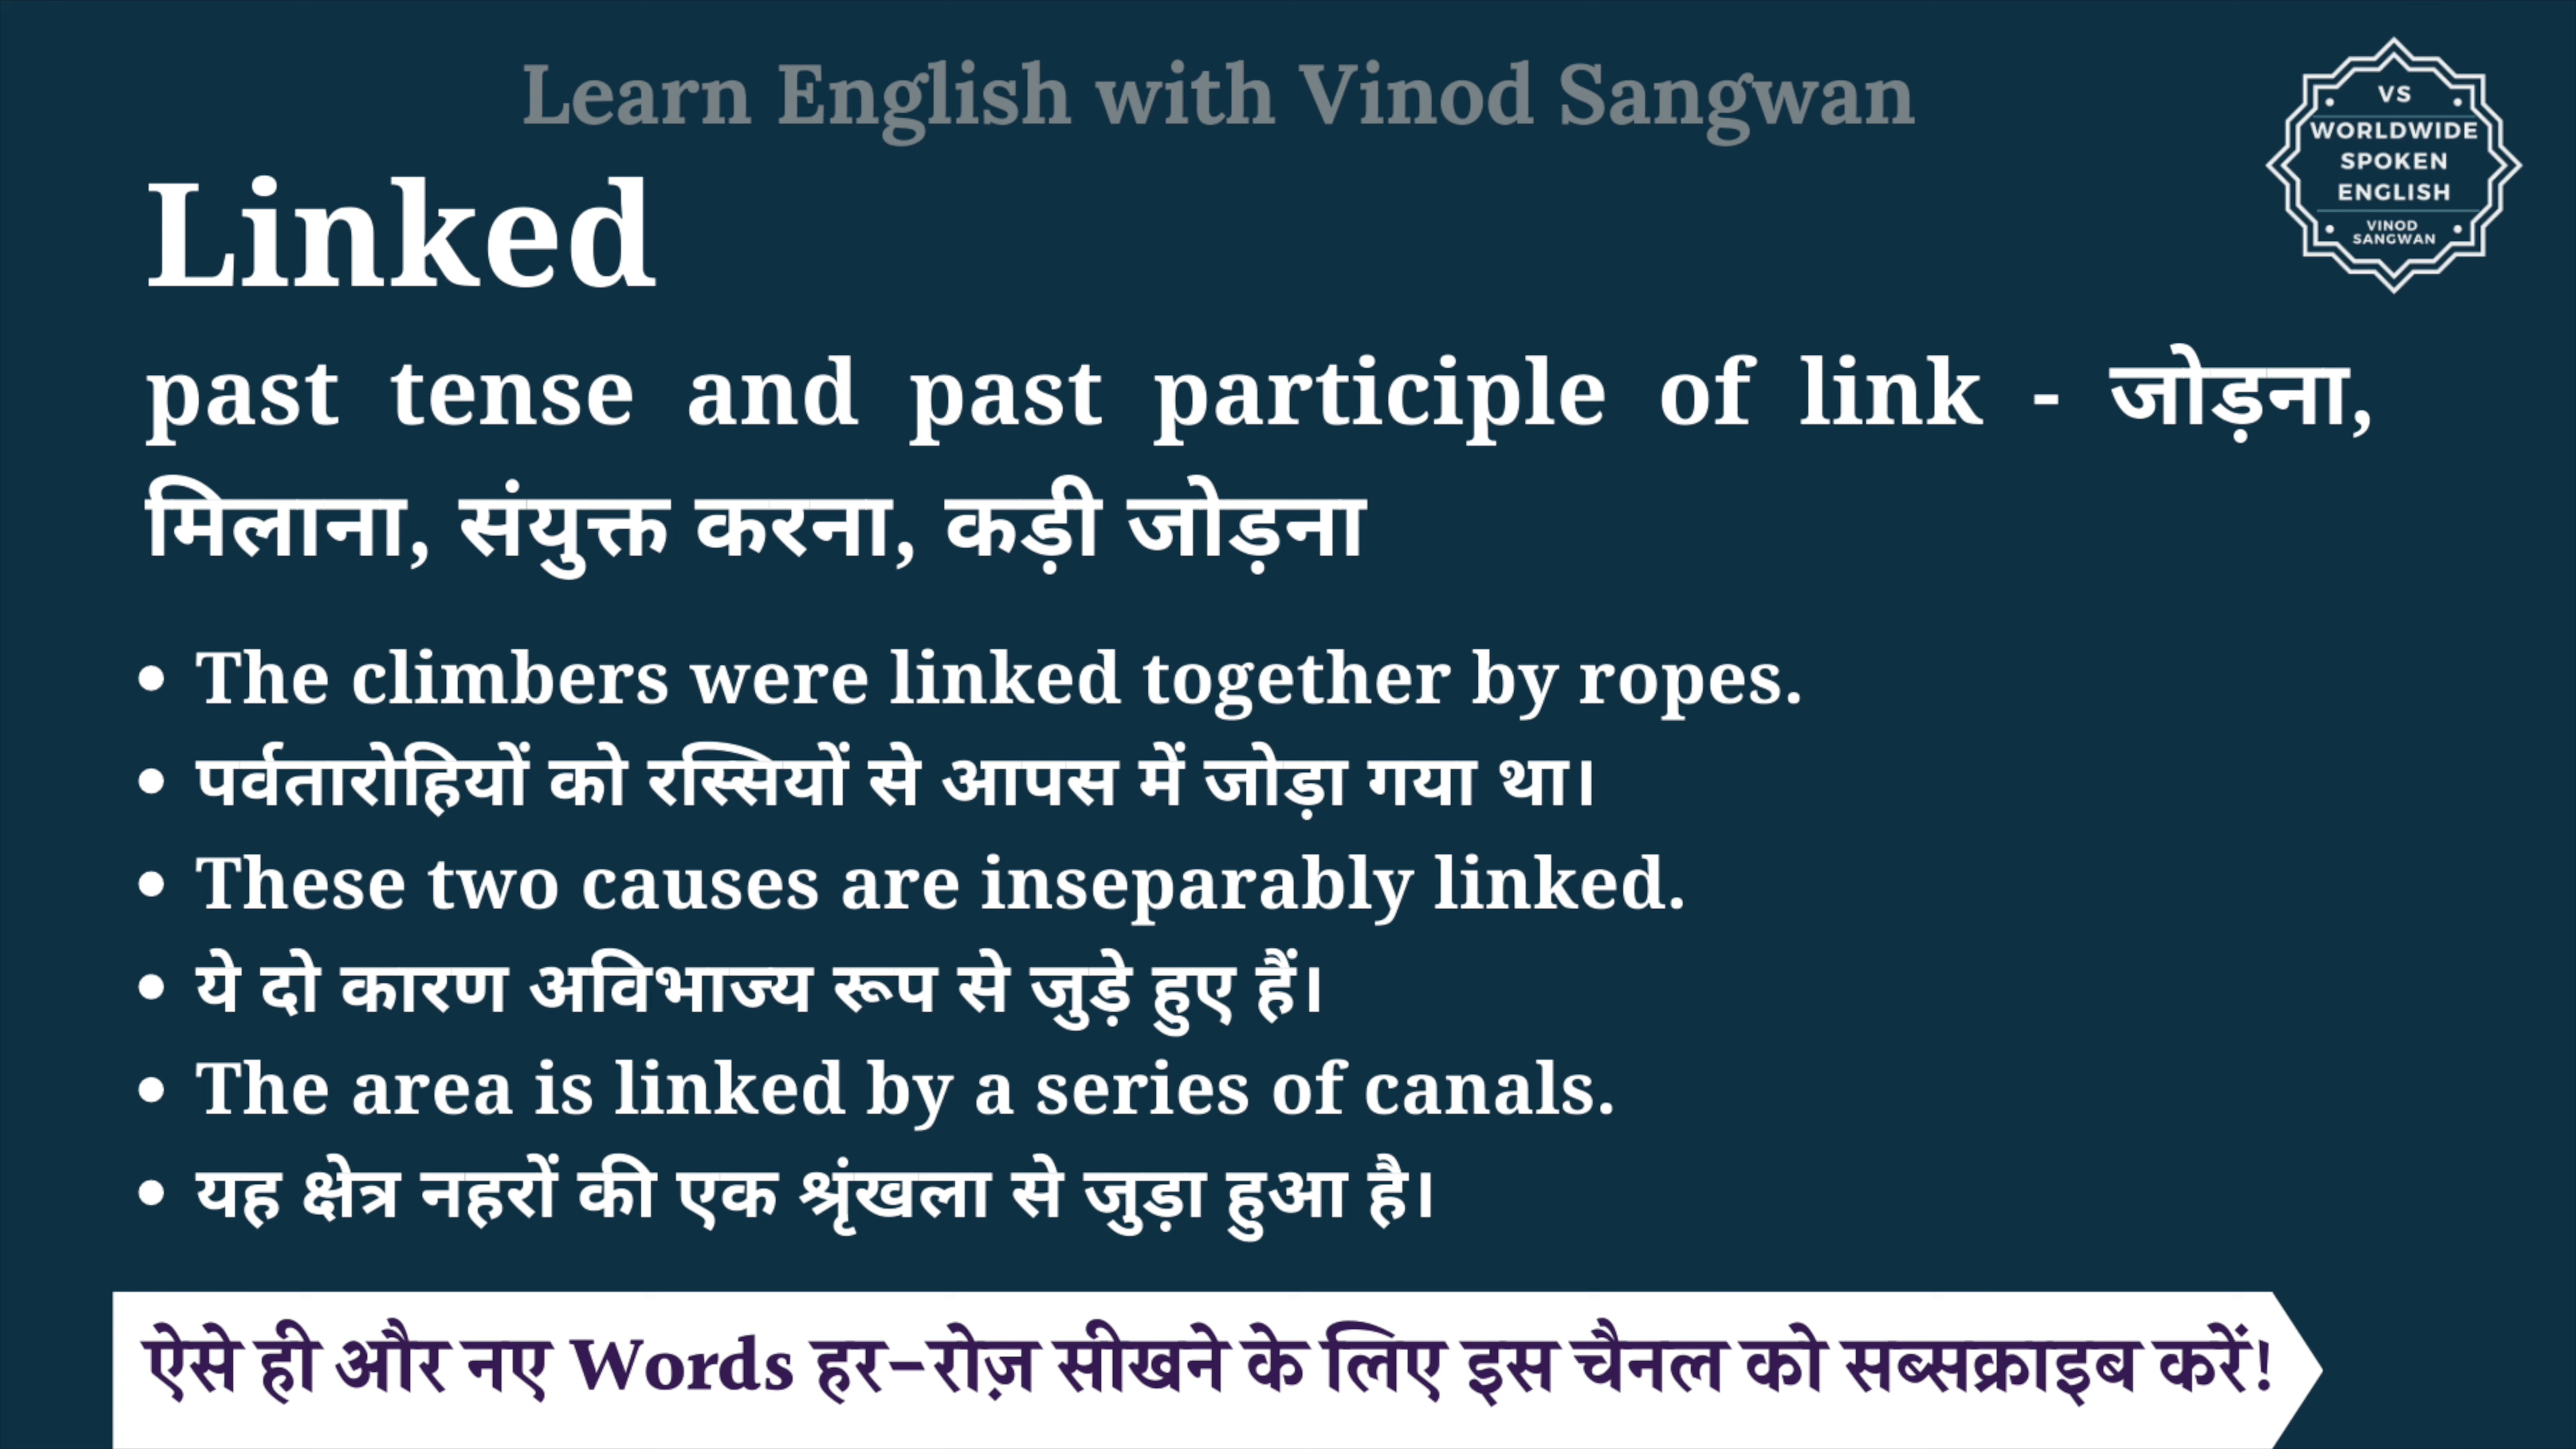 Learn English with Vinod Sangwan
VS
WORLDWIDE
SPOKEN
ENGLISH
VINOD
SANGWAN
Linked
past tense and past participle of link - जोड़ना,
मिलाना, संयुक्त करना, कड़ी जोड़ना
• The climbers were linked together by ropes.
• पर्वतारोहियों को रस्सियों से आपस में जोड़ा गया था।
• These two causes are inseparably linked.
• ये दो कारण अविभाज्य रूप से जुड़े हुए हैं।
• The area is linked by a series of canals.
• यह क्षेत्र नहरों की एक श्रृंखला से जुड़ा हुआ है।
ऐसे ही और नए Words हर-रोज़ सीखने के लिए इस चैनल को सब्सक्राइब करें!